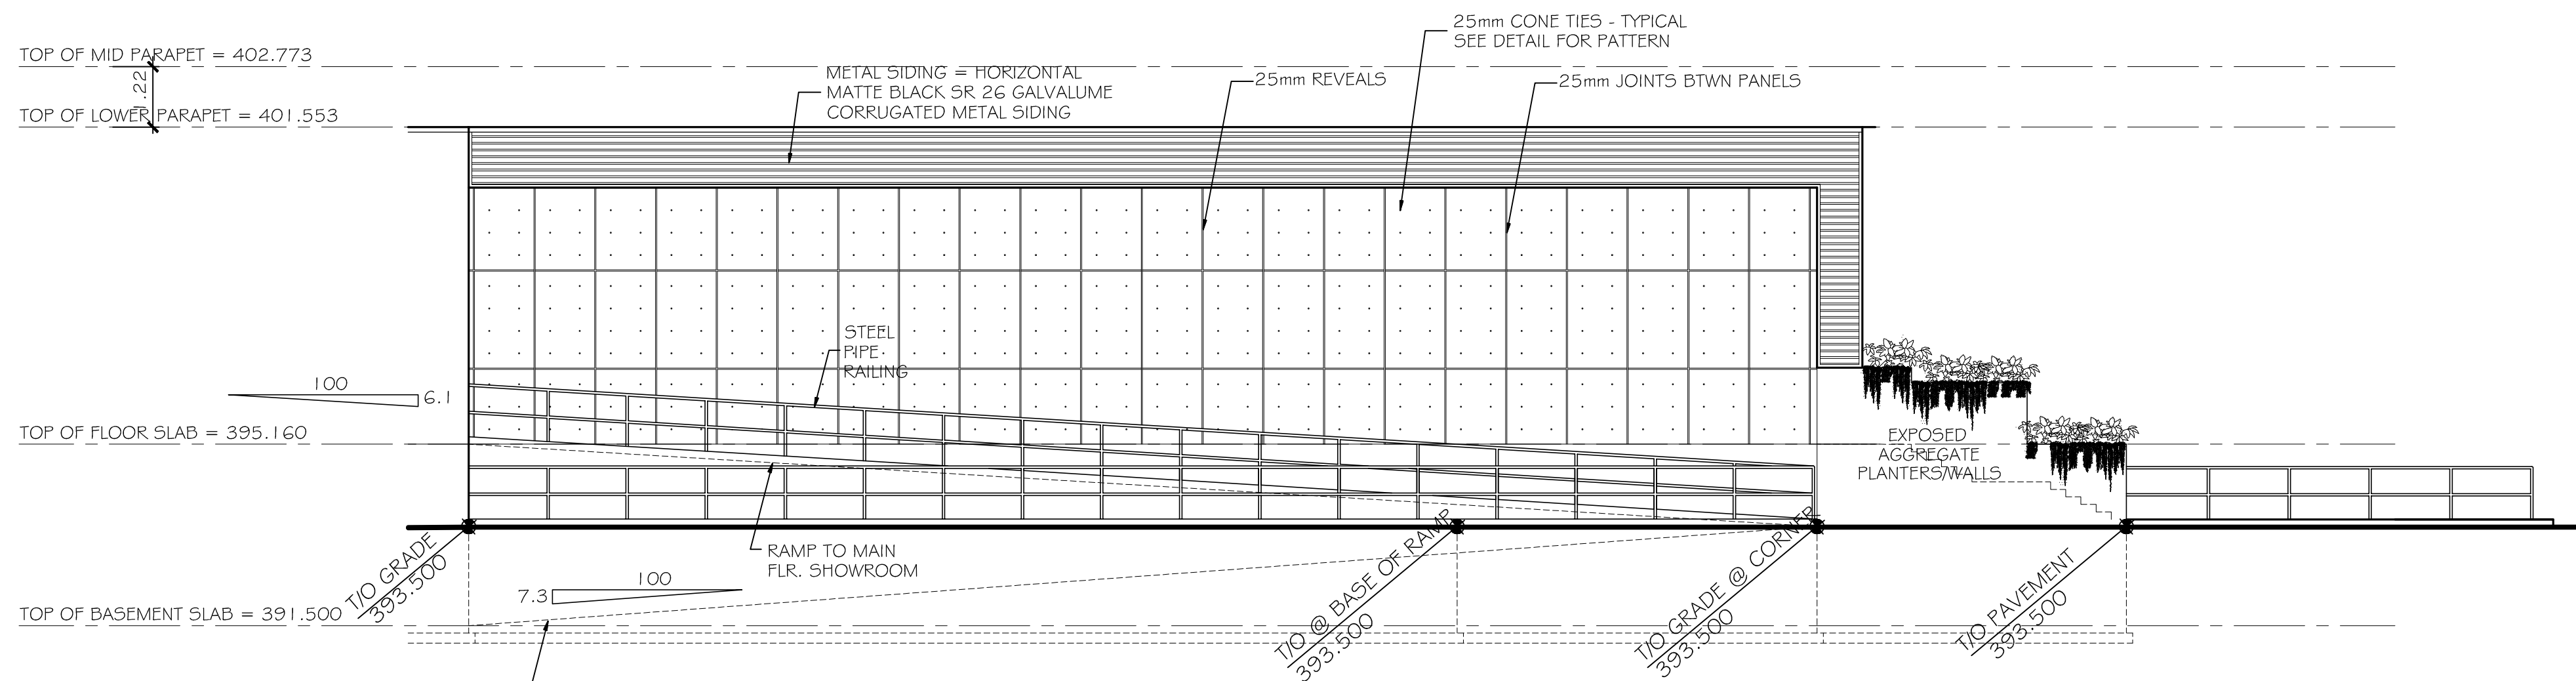 25mm CONE TIES - TYPICAL
SEE DETAIL FOR PATTERN
TOP OF MID PARAPET = 402.773
METAL SIDING = HORIZONTAL
MATTE BLACK SR 26 GALVALUME
CORRUGATED METAL SIDING
25mm REVEALS
25mm JOINTS BTWN PANELS
1.22
TOP OF LOWER PARAPET = 401.553
STEEL
PIPE
RAILING
100
6.1
TOP OF FLOOR SLAB = 395.160
EXPOSED
AGGREGATE
PLANTERS/WALLS
RAMP TO MAIN
FLR. SHOWROOM
100
7.3
TOP OF BASEMENT SLAB = 391.500
T/O GRADE
393.500
T/O @ BASE OF RAMP
393.500
T/O GRADE @ CORNER
393.500
T/O PAVEMENT
393.500